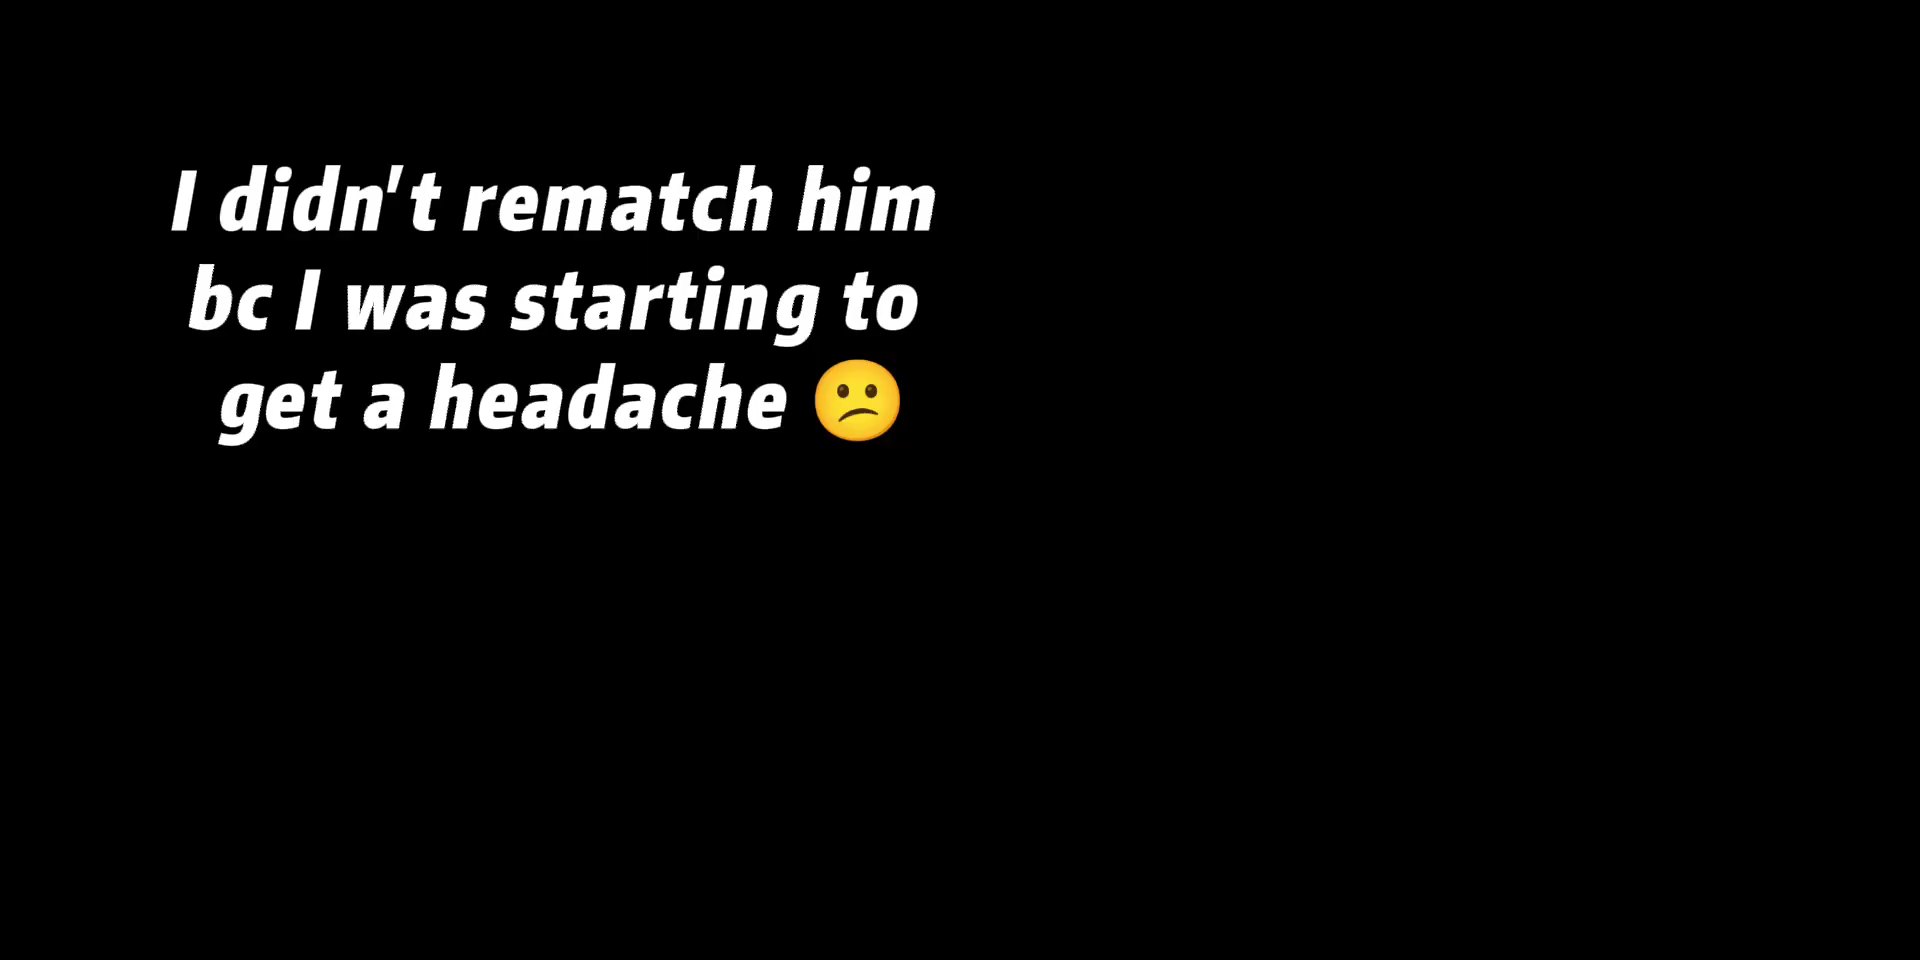 I didn't rematch him
bc I was starting to
get a headache 😕